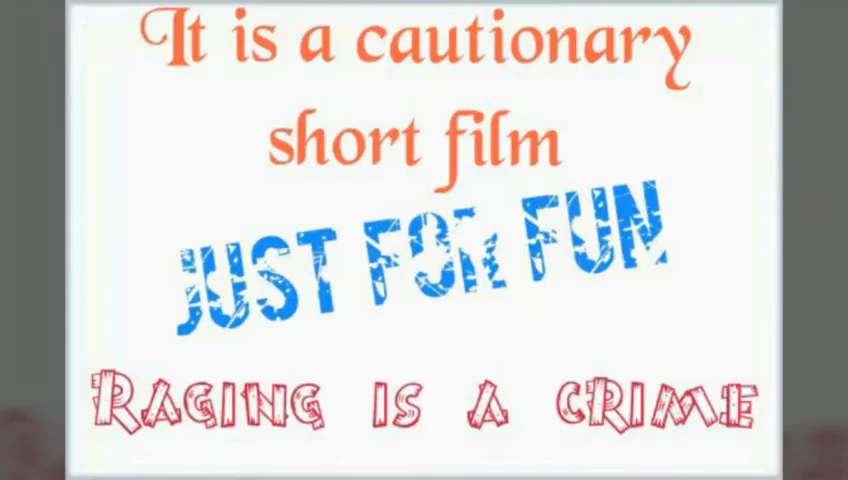 It is a cautionary
short film
JUST FOR FUN
RAGING IS A CRIME